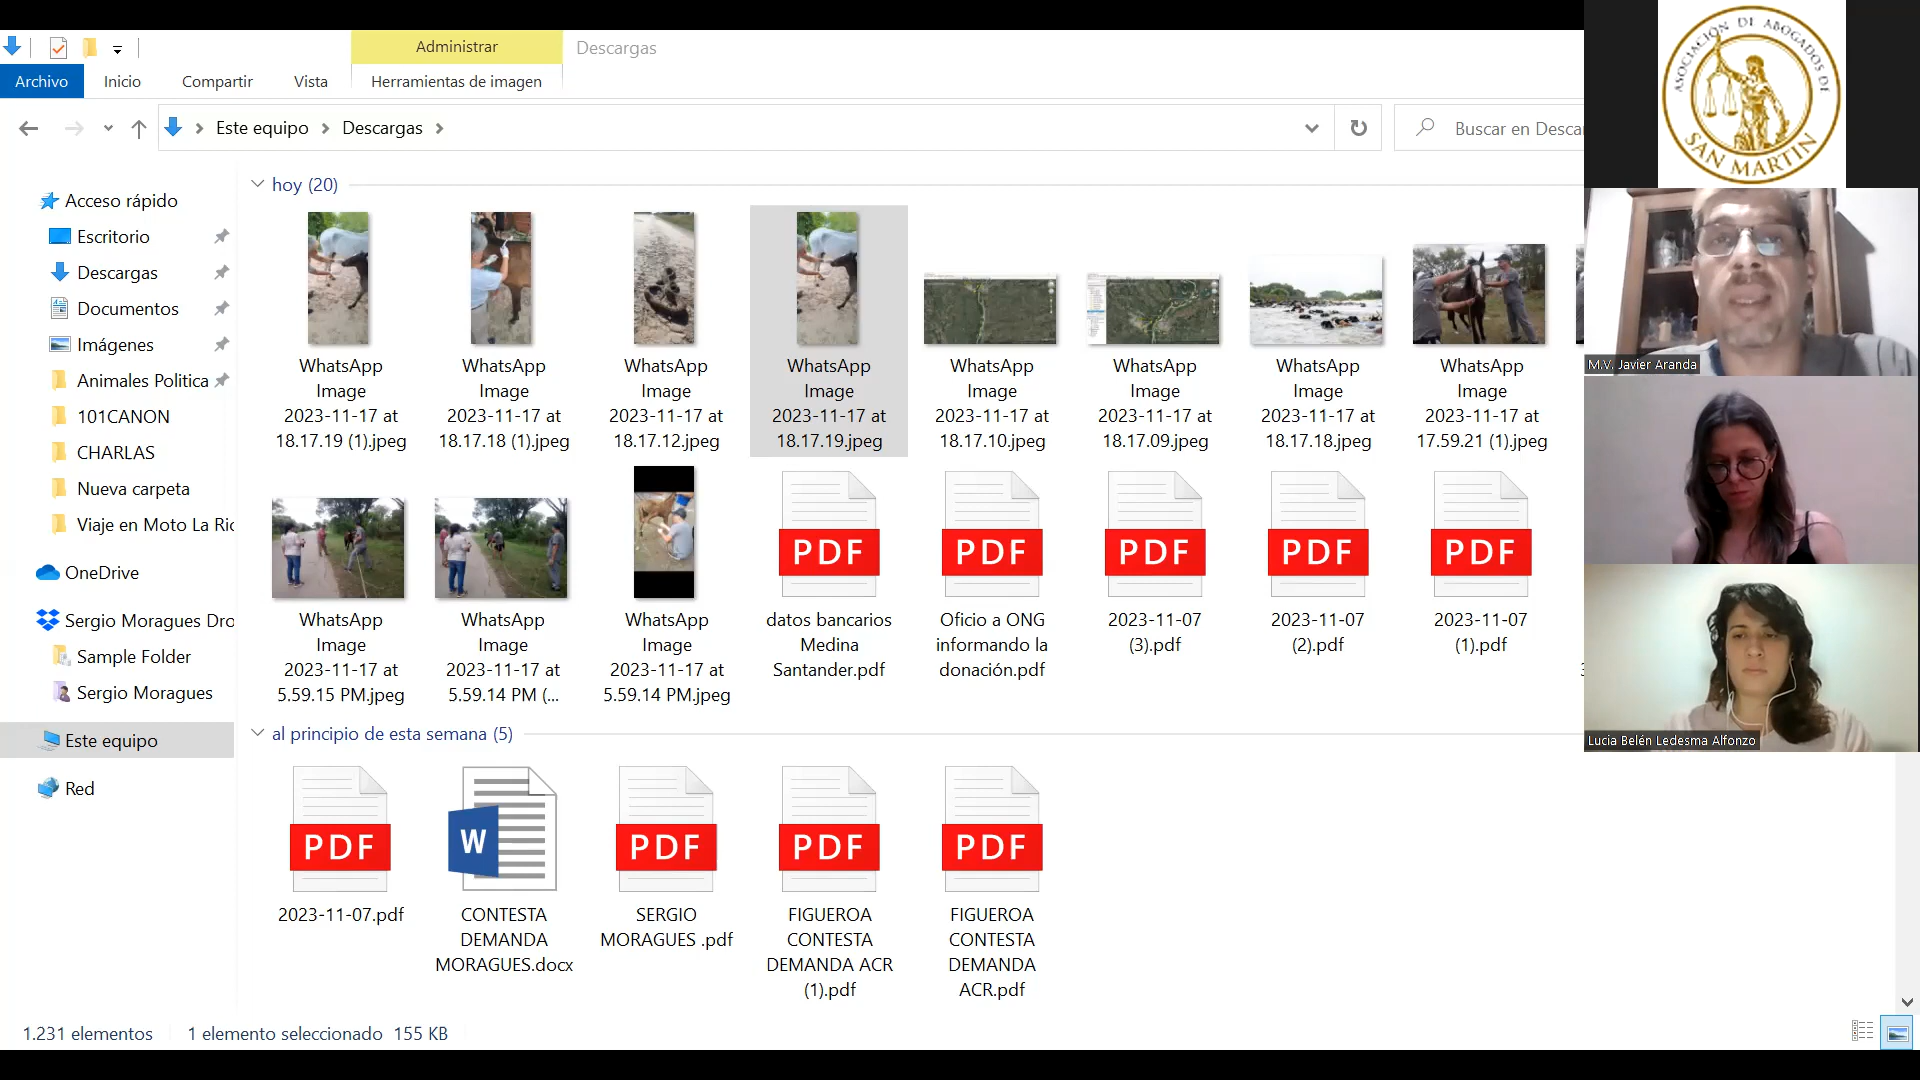 Administrar
Descargas
Archivo
Inicio
Compartir
Vista
Herramientas de imagen
Este equipo
Descargas
Buscar en Desca
Acceso rápido
Escritorio
Descargas
Documentos
Imágenes
Animales Politica
101CANON
CHARLAS
Nueva carpeta
Viaje en Moto La Ric
OneDrive
Sergio Moragues Dro
Sample Folder
Sergio Moragues
Este equipo
Red
hoy (20)
WhatsApp
Image
2023-11-17 at
18.17.19 (1).jpeg
WhatsApp
Image
2023-11-17 at
18.17.18 (1).jpeg
WhatsApp
Image
2023-11-17 at
18.17.12.jpeg
WhatsApp
Image
2023-11-17 at
18.17.19.jpeg
WhatsApp
Image
2023-11-17 at
18.17.10.jpeg
WhatsApp
Image
2023-11-17 at
18.17.09.jpeg
WhatsApp
Image
2023-11-17 at
18.17.18.jpeg
WhatsApp
Image
2023-11-17 at
17.59.21 (1).jpeg
WhatsApp
Image
2023-11-17 at
5.59.15 PM.jpeg
WhatsApp
Image
2023-11-17 at
5.59.14 PM (...
WhatsApp
Image
2023-11-17 at
5.59.14 PM.jpeg
PDF
datos bancarios
Medina
Santander.pdf
PDF
Oficio a ONG
informando la
donación.pdf
PDF
2023-11-07
(3).pdf
PDF
2023-11-07
(2).pdf
PDF
2023-11-07
(1).pdf
al principio de esta semana (5)
PDF
2023-11-07.pdf
W
CONTESTA
DEMANDA
MORAGUES.docx
PDF
SERGIO
MORAGUES .pdf
PDF
FIGUEROA
CONTESTA
DEMANDA ACR
(1).pdf
PDF
FIGUEROA
CONTESTA
DEMANDA
ACR.pdf
1.231 elementos
1 elemento seleccionado 155 KB
ASOCIACION DE ABOGADOS DE
SAN MARTIN
M.V. Javier Aranda
Lucia Belén Ledesma Alfonzo